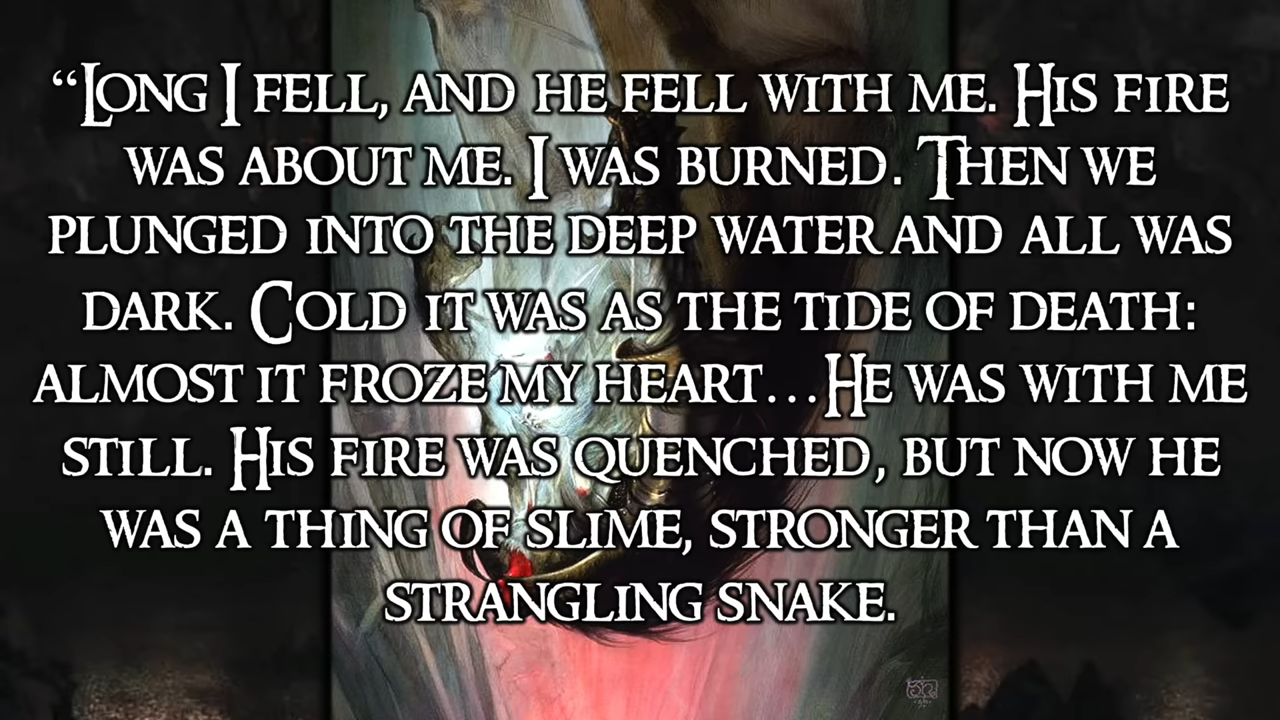 “Long I fell, and he fell with me. His fire
was about me. I was burned. Then we
plunged into the deep water and all was
dark. Cold it was as the tide of death:
almost it froze my heart…He was with me
still. His fire was quenched, but now he
was a thing of slime, stronger than a
strangling snake.